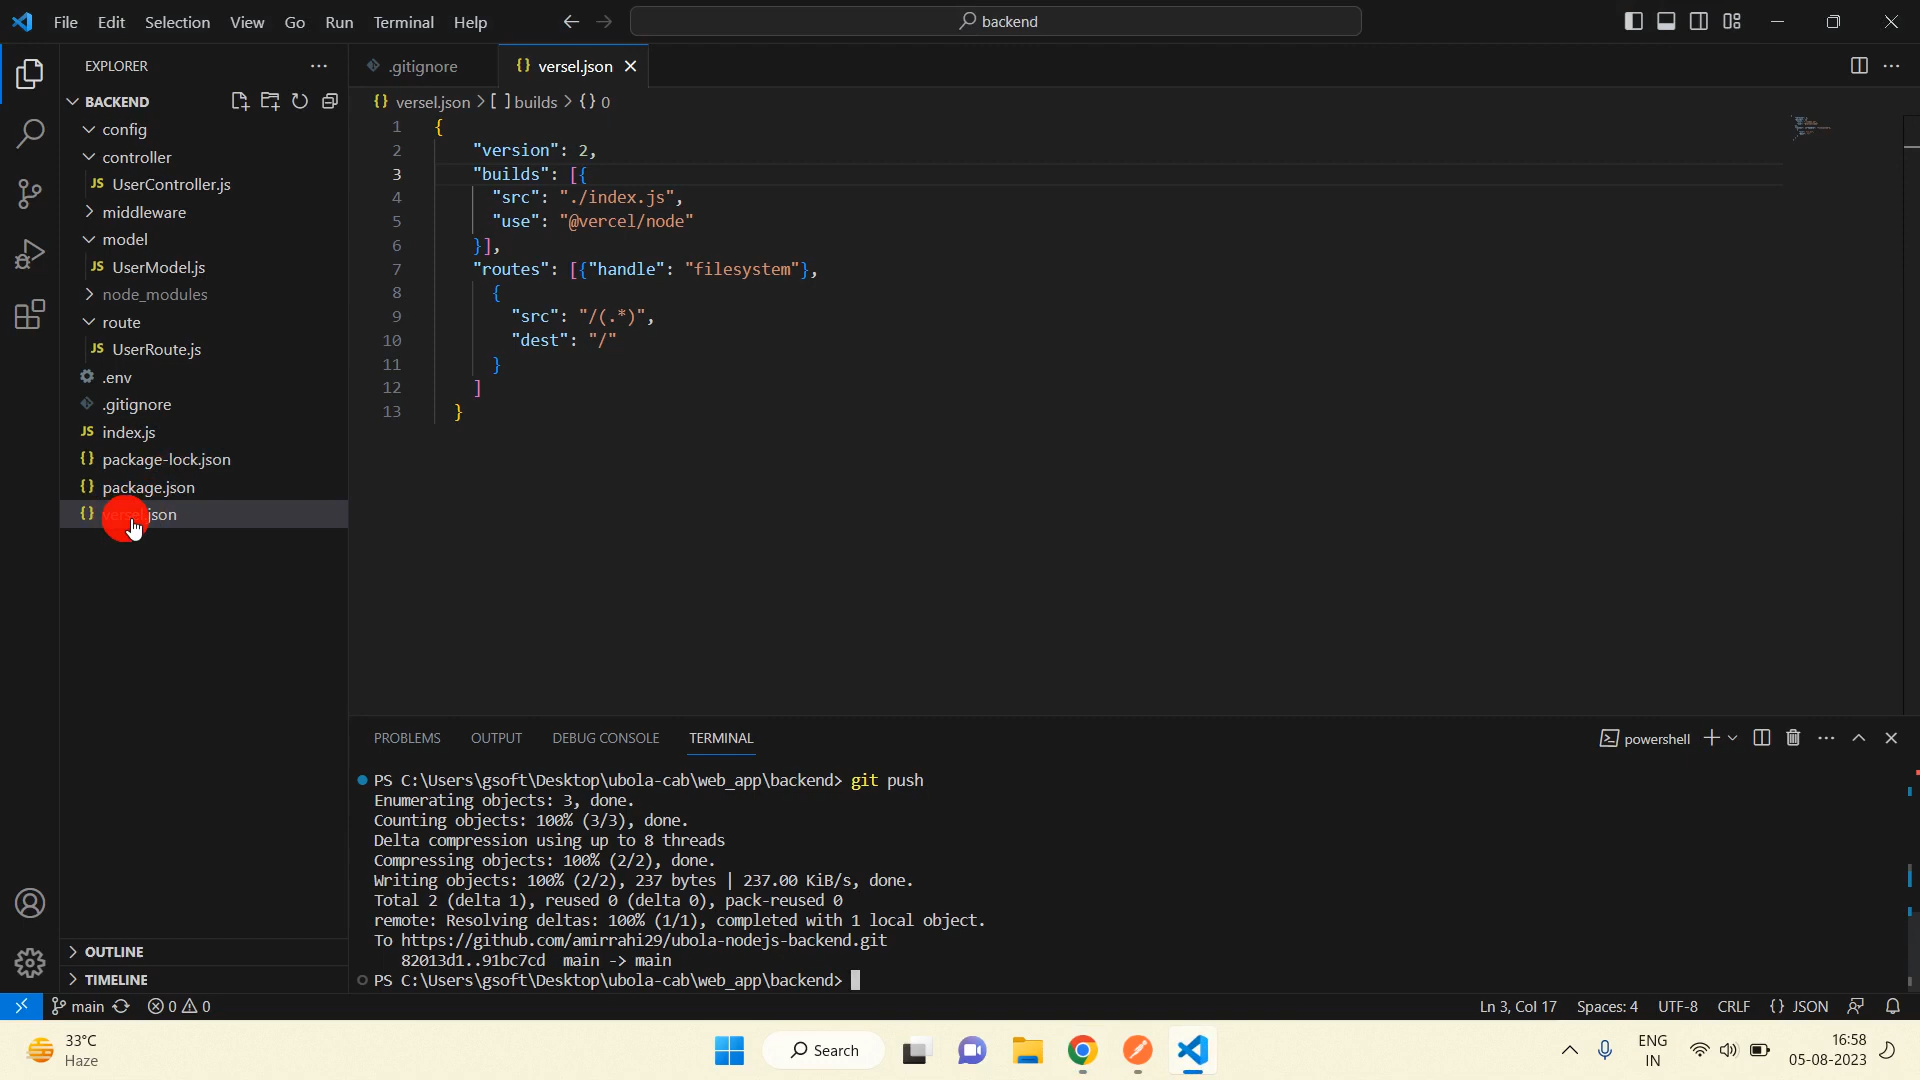 File Edit Selection View Go Run Terminal Help
backend
EXPLORER
BACKEND
config
controller
JS UserController.js
middleware
model
JS UserModel.js
node_modules
route
JS UserRoute.js
.env
.gitignore
JS index.js
{} package-lock.json
{} package.json
{} versel.json
OUTLINE
TIMELINE
.gitignore
{} versel.json
{} versel.json > [ ] builds > {} 0
1 {
2 "version": 2,
3 "builds": [{
4 "src": "./index.js",
5 "use": "@vercel/node"
6 }],
7 "routes": [{"handle": "filesystem"},
8 {
9 "src": "/(.*)",
10 "dest": "/"
11 }
12 ]
13 }
PROBLEMS OUTPUT DEBUG CONSOLE TERMINAL
powershell
PS C:\Users\gsoft\Desktop\ubola-cab\web_app\backend> git push
Enumerating objects: 3, done.
Counting objects: 100% (3/3), done.
Delta compression using up to 8 threads
Compressing objects: 100% (2/2), done.
Writing objects: 100% (2/2), 237 bytes | 237.00 KiB/s, done.
Total 2 (delta 1), reused 0 (delta 0), pack-reused 0
remote: Resolving deltas: 100% (1/1), completed with 1 local object.
To https://github.com/amirrahi29/ubola-nodejs-backend.git
82013d1..91bc7cd main -> main
PS C:\Users\gsoft\Desktop\ubola-cab\web_app\backend>
main 0 0
Ln 3, Col 17 Spaces: 4 UTF-8 CRLF {} JSON
33°C
Haze
Search
ENG
IN
16:58
05-08-2023